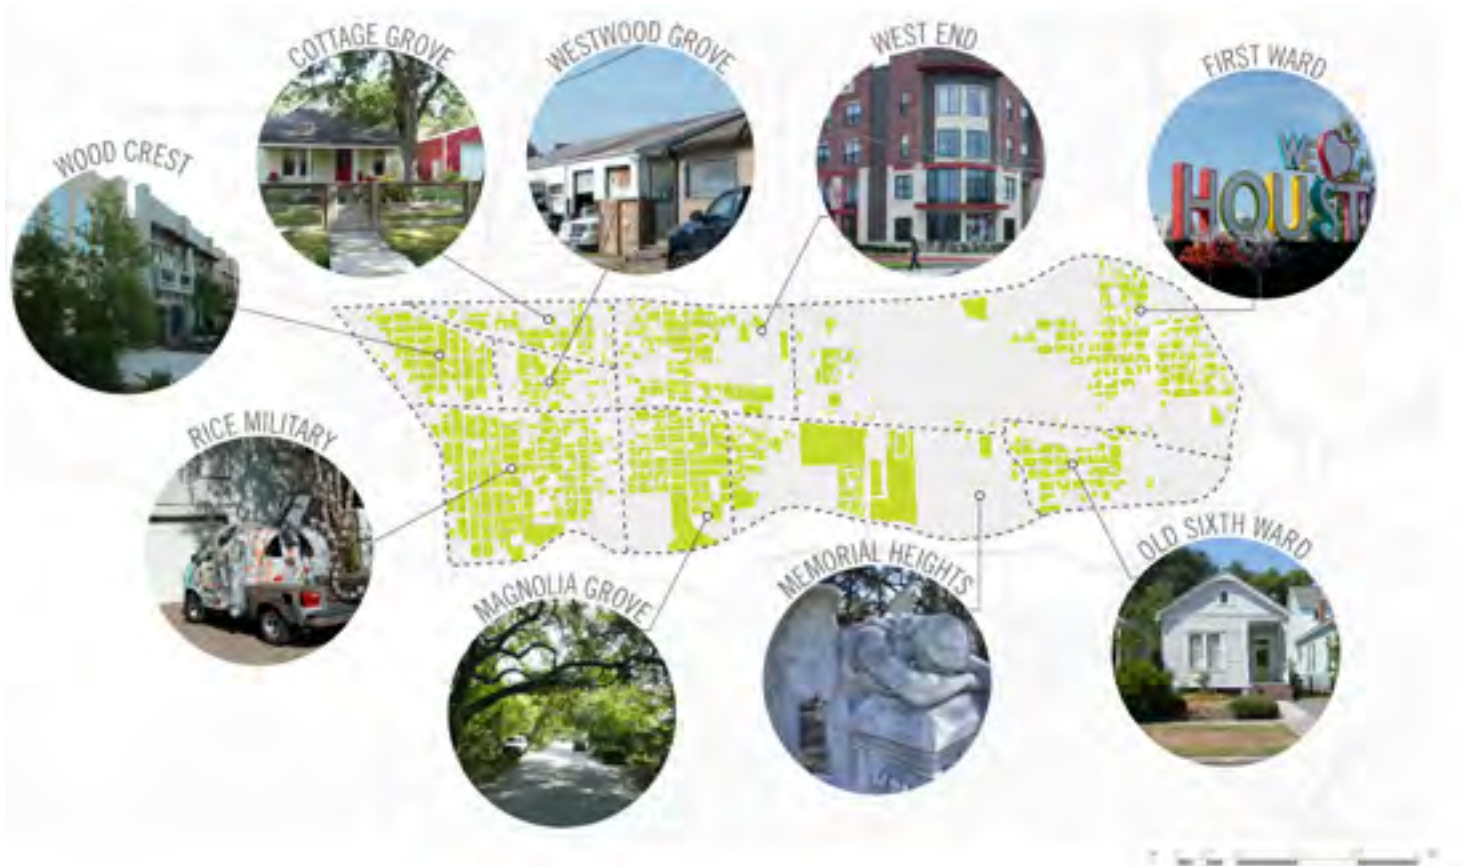 COTTAGE GROVE
WESTWOOD GROVE
WEST END
FIRST WARD
WOOD CREST
WE
HOUST
RICE MILITARY
MAGNOLIA GROVE
MEMORIAL HEIGHTS
OLD SIXTH WARD